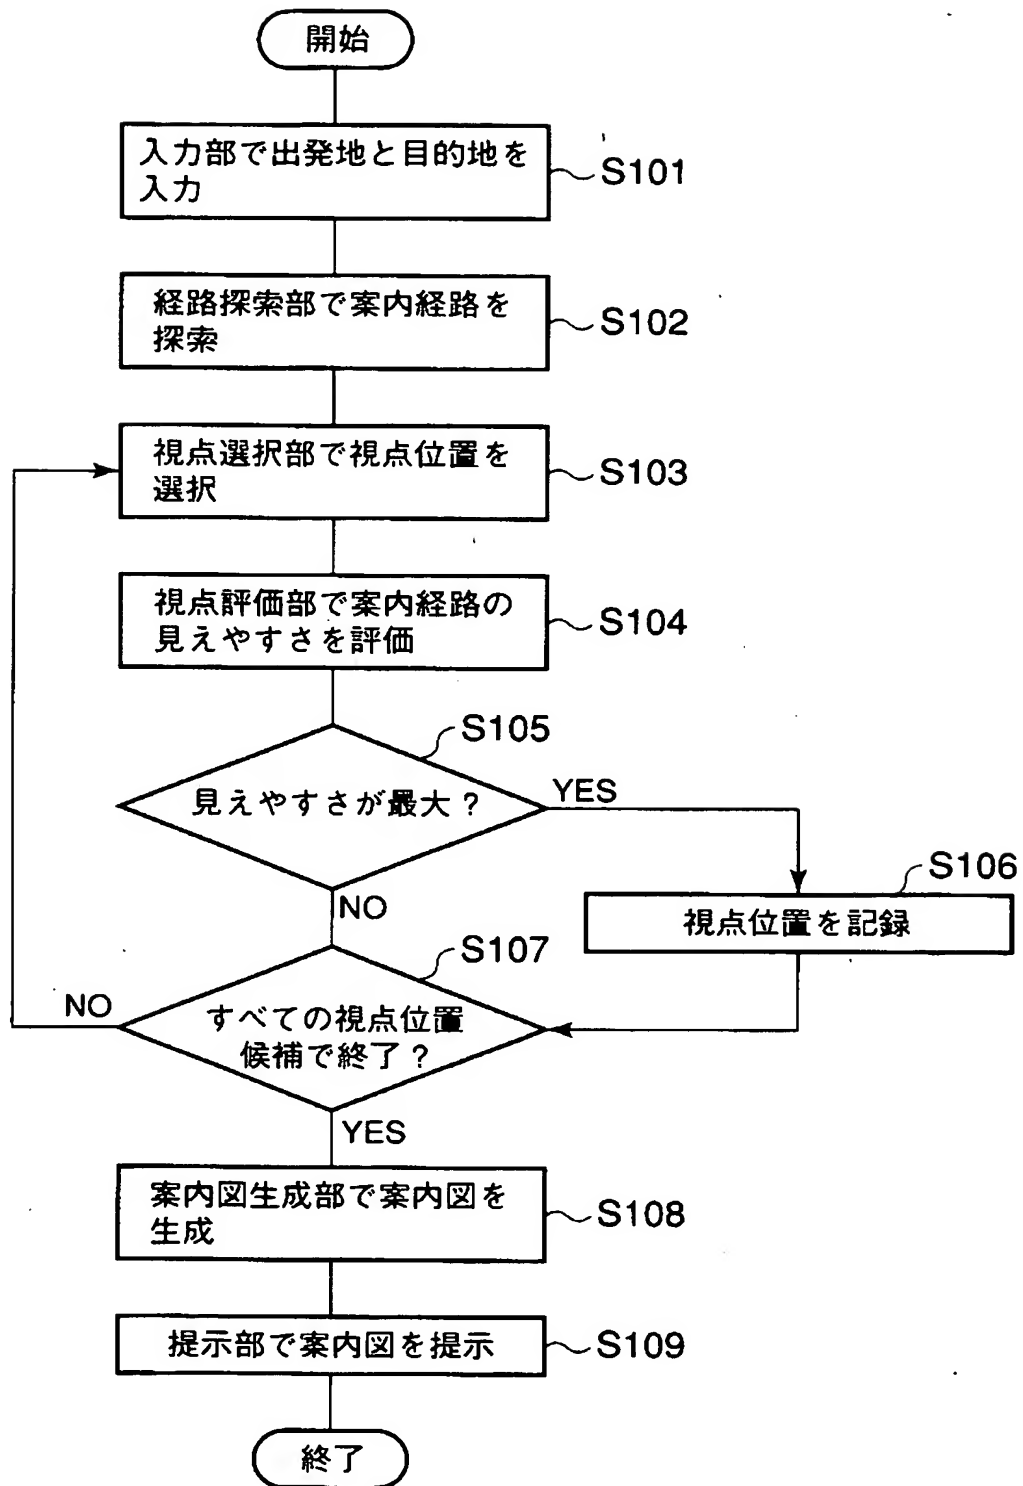 開始
入力部で出発地と目的地を
入力
S101
経路探索部で案内経路を
探索
S102
視点選択部で視点位置を
選択
S103
視点評価部で案内経路の
見えやすさを評価
S104
S105
見えやすさが最大？
YES
NO
S106
視点位置を記録
S107
すべての視点位置
候補で終了？
NO
YES
案内図生成部で案内図を
生成
S108
提示部で案内図を提示
S109
終了